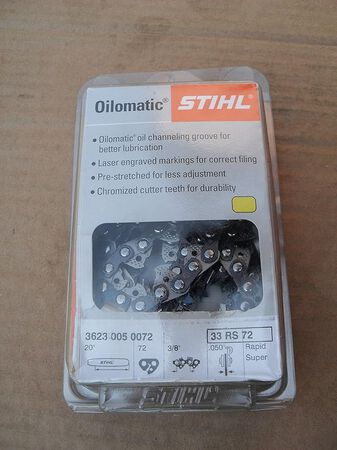 Oilomatic® STIHL®
• Oilomatic® oil channeling groove for
better lubrication
• Laser engraved markings for correct filing
• Pre-stretched for less adjustment
• Chromized cutter teeth for durability
3623 005 0072 33 RS 72
20" 72 3/8" .050" Rapid
STIHL Super
STIHL